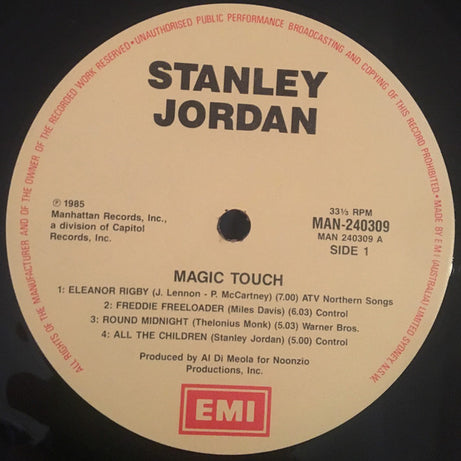 ALL RIGHTS OF THE MANUFACTURER AND OF THE OWNER OF THE RECORDED WORK RESERVED • UNAUTHORISED PUBLIC PERFORMANCE BROADCASTING AND COPYING OF THIS RECORD PROHIBITED • MADE BY E M I (AUSTRALIA) LIMITED SYDNEY N.S.W.
STANLEY
JORDAN
℗ 1985
Manhattan Records, Inc.,
a division of Capitol
Records, Inc.
33⅓ RPM
MAN-240309
MAN 240309 A
SIDE 1
MAGIC TOUCH
1: ELEANOR RIGBY (J. Lennon - P. McCartney) (7.00) ATV Northern Songs
2: FREDDIE FREELOADER (Miles Davis) (6.03) Control
3: ROUND MIDNIGHT (Thelonius Monk) (5.03) Warner Bros.
4: ALL THE CHILDREN (Stanley Jordan) (5.00) Control
Produced by Al Di Meola for Noonzio
Productions, Inc.
EMI